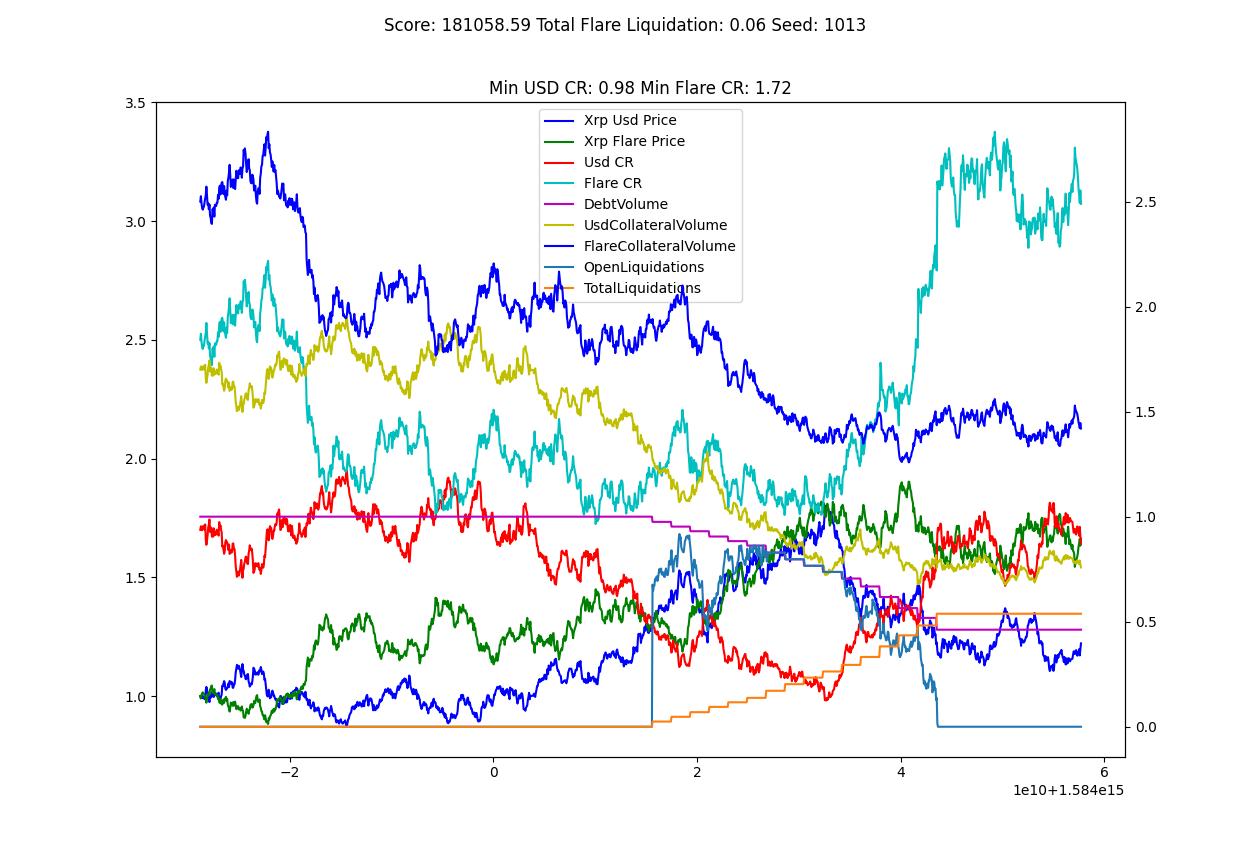 Score: 181058.59 Total Flare Liquidation: 0.06 Seed: 1013
Min USD CR: 0.98 Min Flare CR: 1.72
3.5
3.0
2.5
2.0
1.5
1.0
Xrp Usd Price
Xrp Flare Price
Usd CR
Flare CR
DebtVolume
UsdCollateralVolume
FlareCollateralVolume
OpenLiquidations
TotalLiquidations
2.5
2.0
1.5
1.0
0.5
0.0
−2 0 2 4 6
1e10+1.584e15